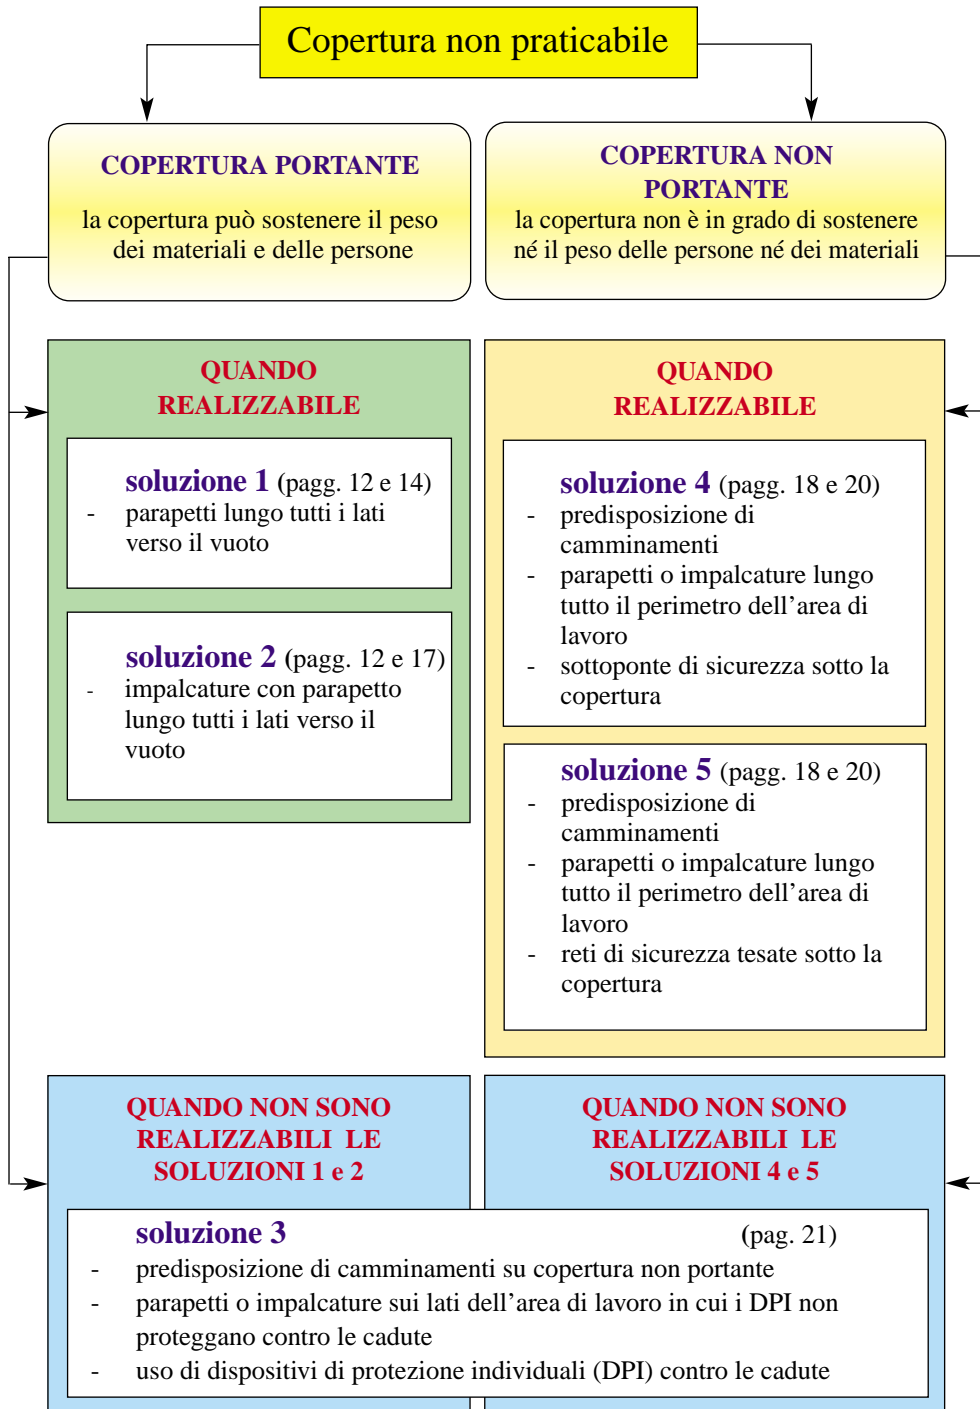 Copertura non praticabile
COPERTURA PORTANTE
la copertura può sostenere il peso
dei materiali e delle persone
COPERTURA NON
PORTANTE
la copertura non è in grado di sostenere
né il peso delle persone né dei materiali
QUANDO
REALIZZABILE
soluzione 1 (pagg. 12 e 14)
- parapetti lungo tutti i lati
verso il vuoto
soluzione 2 (pagg. 12 e 17)
- impalcature con parapetto
lungo tutti i lati verso il
vuoto
QUANDO
REALIZZABILE
soluzione 4 (pagg. 18 e 20)
- predisposizione di
camminamenti
- parapetti o impalcature lungo
tutto il perimetro dell'area di
lavoro
- sottoponte di sicurezza sotto la
copertura
soluzione 5 (pagg. 18 e 20)
- predisposizione di
camminamenti
- parapetti o impalcature lungo
tutto il perimetro dell'area di
lavoro
- reti di sicurezza tesate sotto la
copertura
QUANDO NON SONO
REALIZZABILI LE
SOLUZIONI 1 e 2
QUANDO NON SONO
REALIZZABILI LE
SOLUZIONI 4 e 5
soluzione 3 (pag. 21)
- predisposizione di camminamenti su copertura non portante
- parapetti o impalcature sui lati dell'area di lavoro in cui i DPI non
proteggano contro le cadute
- uso di dispositivi di protezione individuali (DPI) contro le cadute